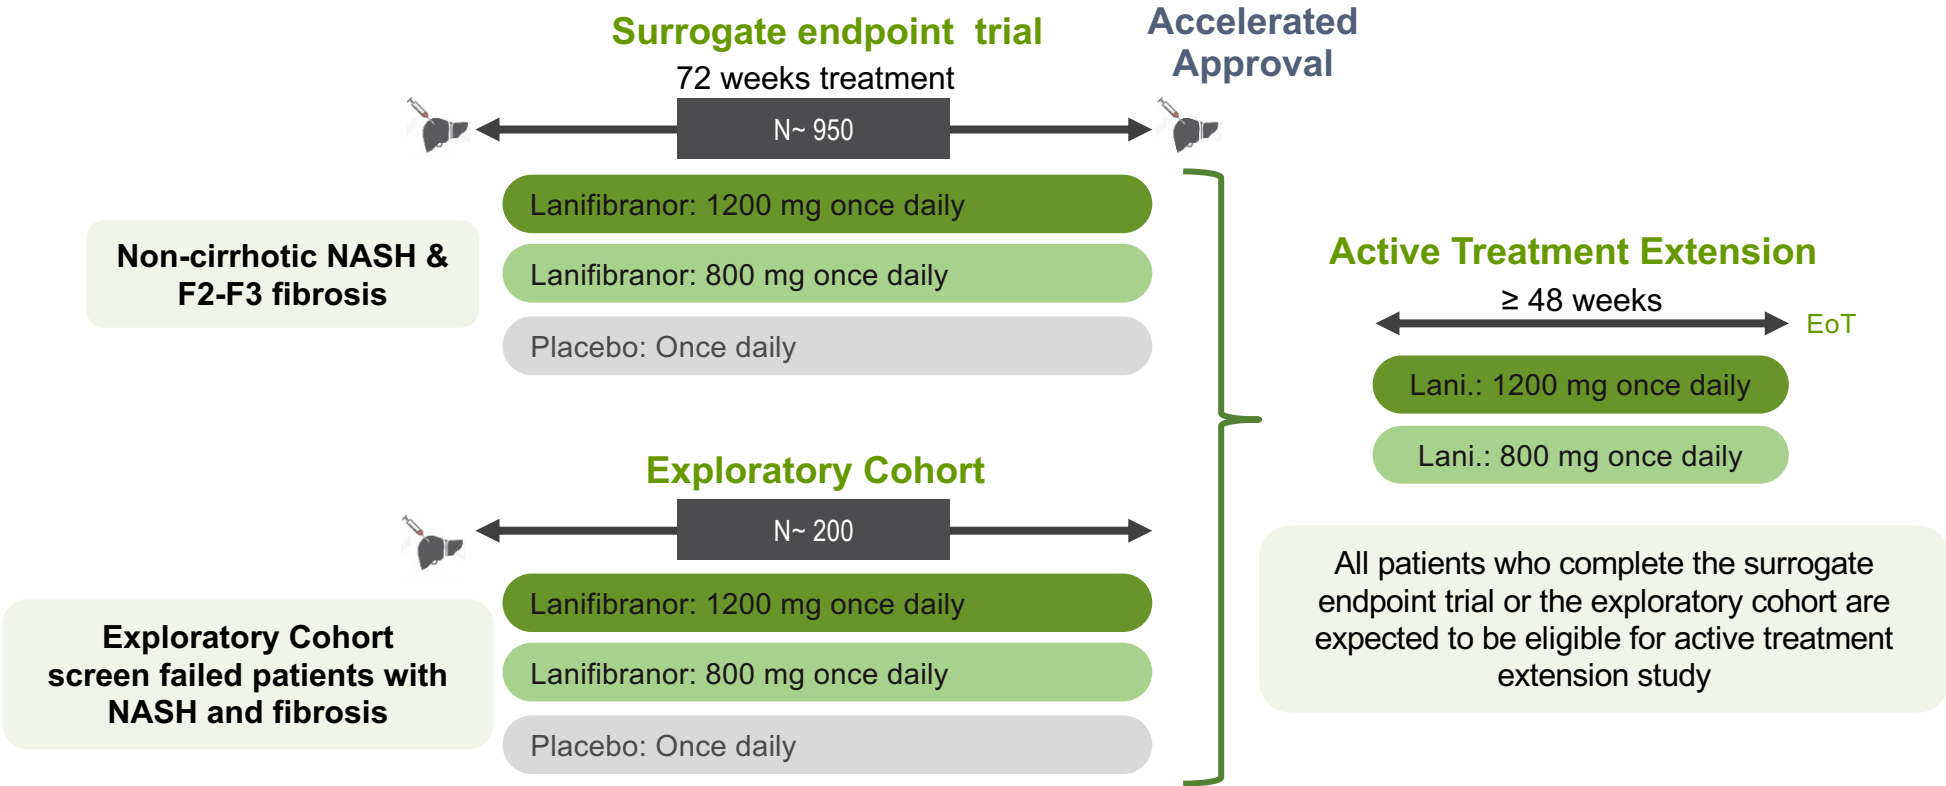 Surrogate endpoint  trial
72 weeks treatment
Accelerated
Approval
N~ 950
Lanifibranor: 1200 mg once daily
Lanifibranor: 800 mg once daily
Placebo: Once daily
Non-cirrhotic NASH &
F2-F3 fibrosis
Exploratory Cohort
N~ 200
Lanifibranor: 1200 mg once daily
Lanifibranor: 800 mg once daily
Placebo: Once daily
Exploratory Cohort
screen failed patients with
NASH and fibrosis
Active Treatment Extension
≥ 48 weeks
EoT
Lani.: 1200 mg once daily
Lani.: 800 mg once daily
All patients who complete the surrogate
endpoint trial or the exploratory cohort are
expected to be eligible for active treatment
extension study